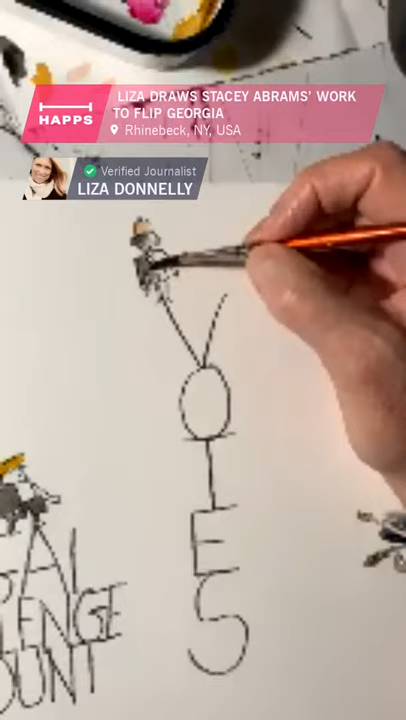 LIZA DRAWS STACEY ABRAMS' WORK
TO FLIP GEORGIA
HAPPS
Rhinebeck, NY, USA
Verified Journalist
LIZA DONNELLY
VOTES